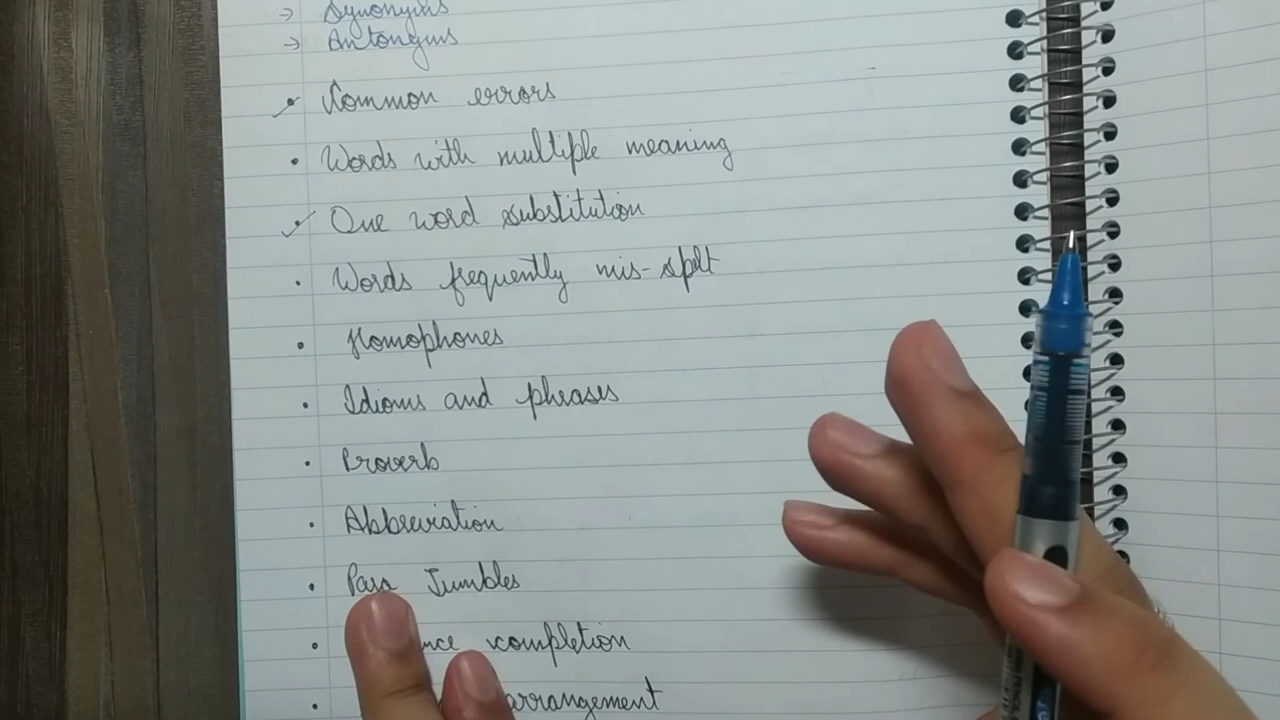 → Synonyms
→ Antonyms
• Common errors
• Words with multiple meaning
• One word substitution
• Words frequently mis-spelt
• Homophones
• Idioms and phrases
• Proverb
• Abbreviation
• Para Jumbles
• completion
• arrangement